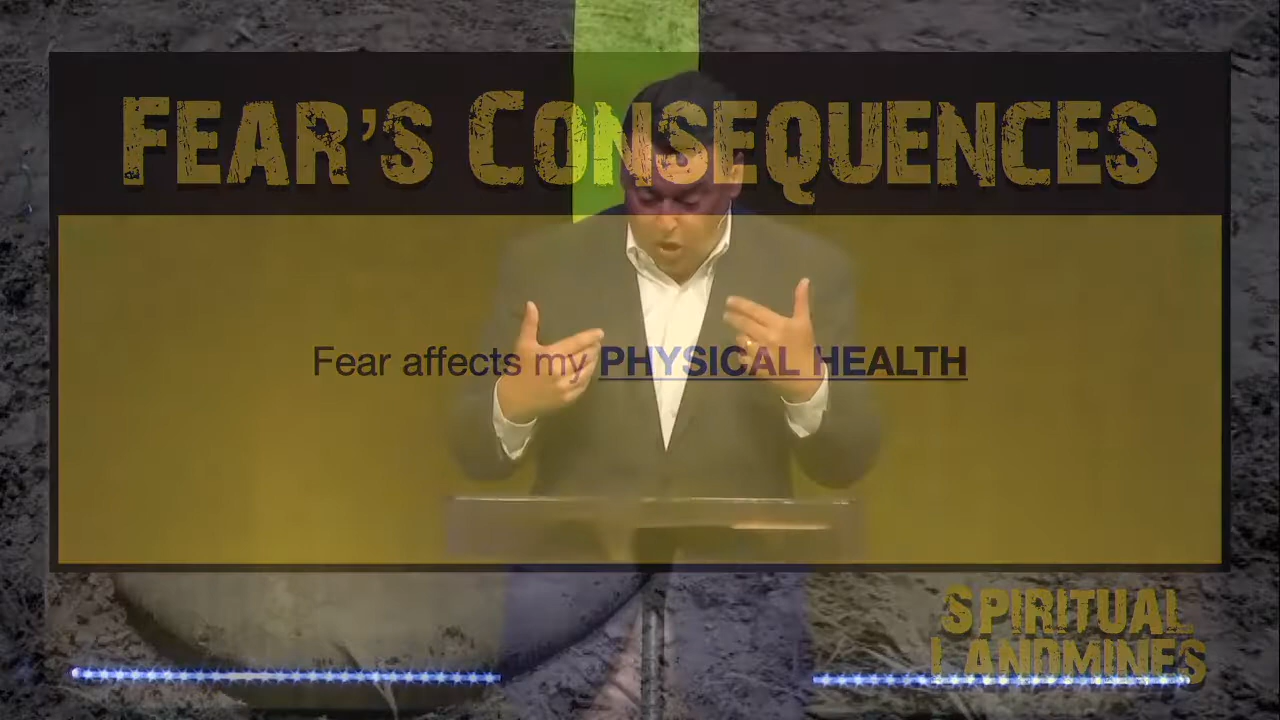 FEAR'S CONSEQUENCES
Fear affects my PHYSICAL HEALTH
SPIRITUAL
LANDMINES